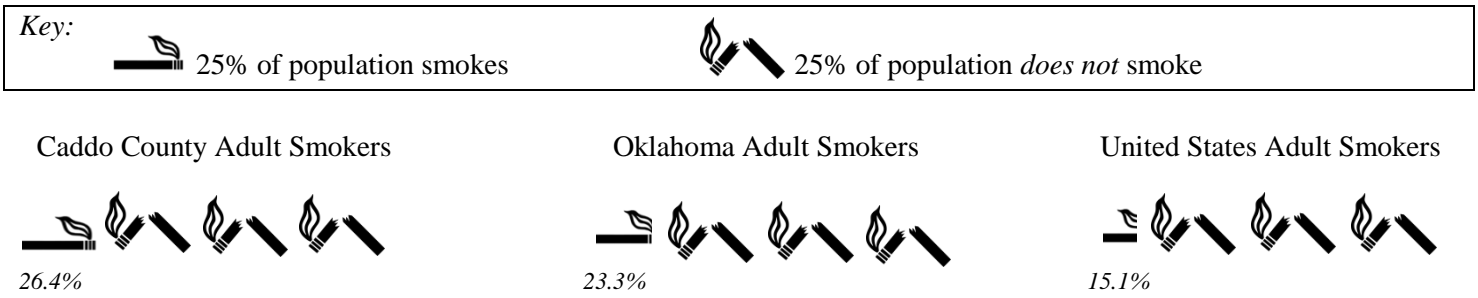 Key:
25% of population smokes 25% of population does not smoke
Caddo County Adult Smokers Oklahoma Adult Smokers United States Adult Smokers
26.4% 23.3% 15.1%